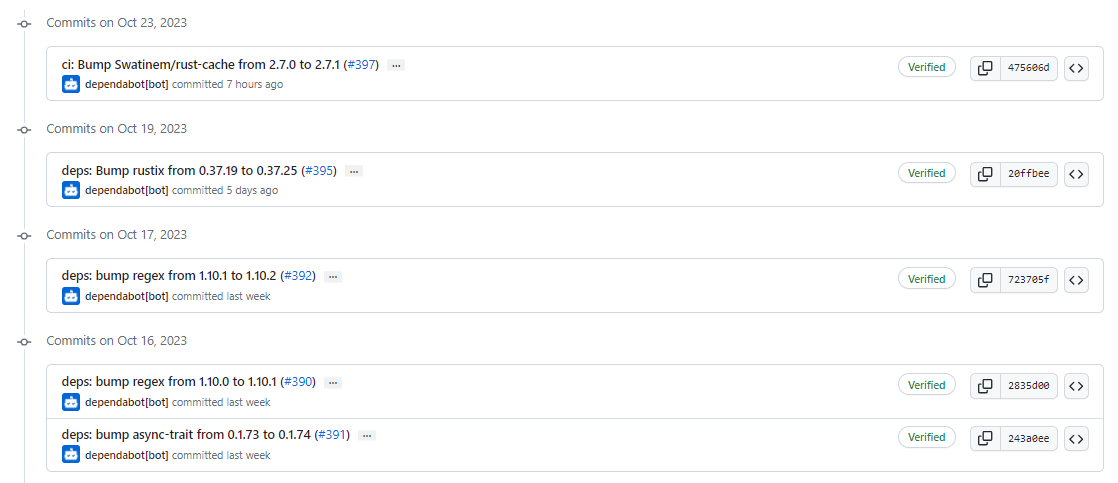 Commits on Oct 23, 2023
ci: Bump Swatinem/rust-cache from 2.7.0 to 2.7.1 (#397) ...
Verified 475606d <>
dependabot[bot] committed 7 hours ago
Commits on Oct 19, 2023
deps: Bump rustix from 0.37.19 to 0.37.25 (#395) ...
Verified 20ffbee <>
dependabot[bot] committed 5 days ago
Commits on Oct 17, 2023
deps: bump regex from 1.10.1 to 1.10.2 (#392) ...
Verified 723705f <>
dependabot[bot] committed last week
Commits on Oct 16, 2023
deps: bump regex from 1.10.0 to 1.10.1 (#390) ...
Verified 2835d00 <>
dependabot[bot] committed last week
deps: bump async-trait from 0.1.73 to 0.1.74 (#391) ...
Verified 243a0ee <>
dependabot[bot] committed last week